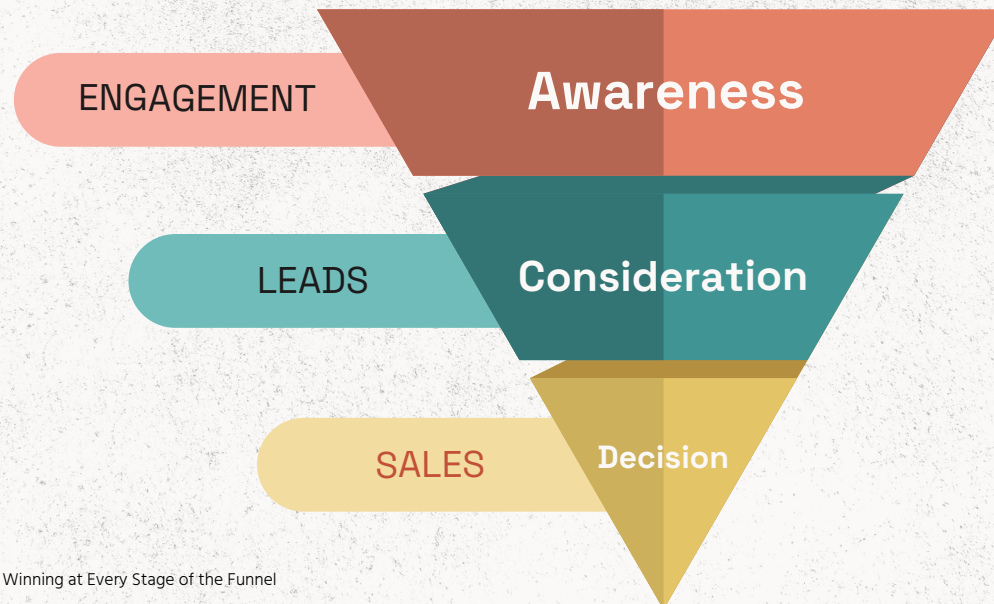 ENGAGEMENT
Awareness
LEADS
Consideration
SALES
Decision
Winning at Every Stage of the Funnel